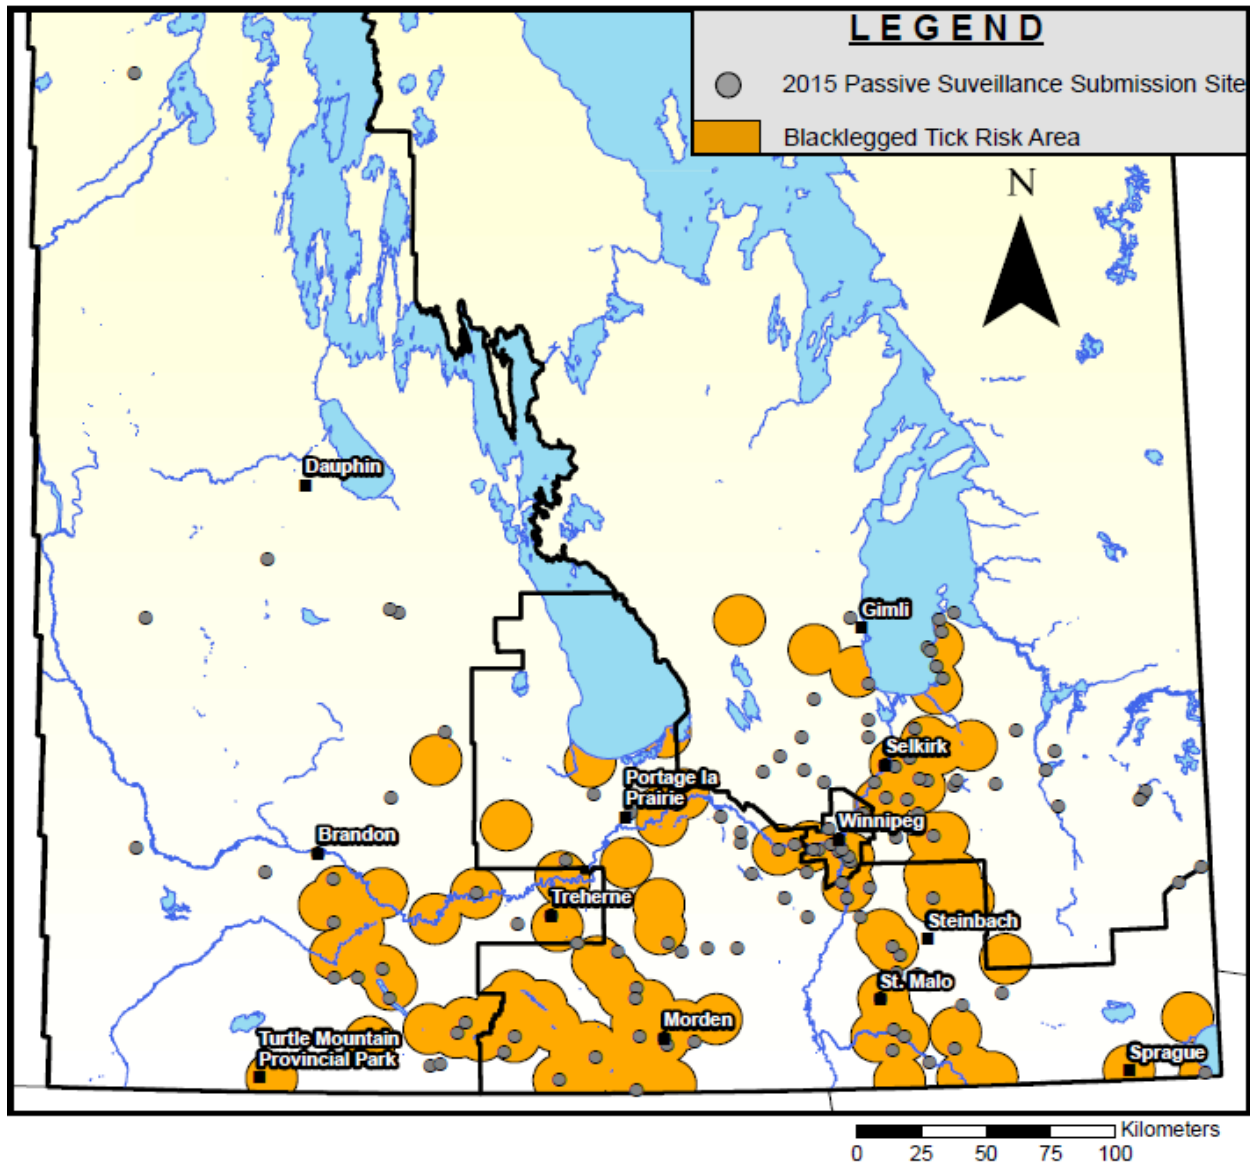 L E G E N D
2015 Passive Suveillance Submission Site
Blacklegged Tick Risk Area
N
Dauphin
Gimli
Selkirk
Portage la
Prairie
Winnipeg
Brandon
Treherne
Steinbach
St. Malo
Morden
Turtle Mountain
Provincial Park
Sprague
Kilometers
0 25 50 75 100